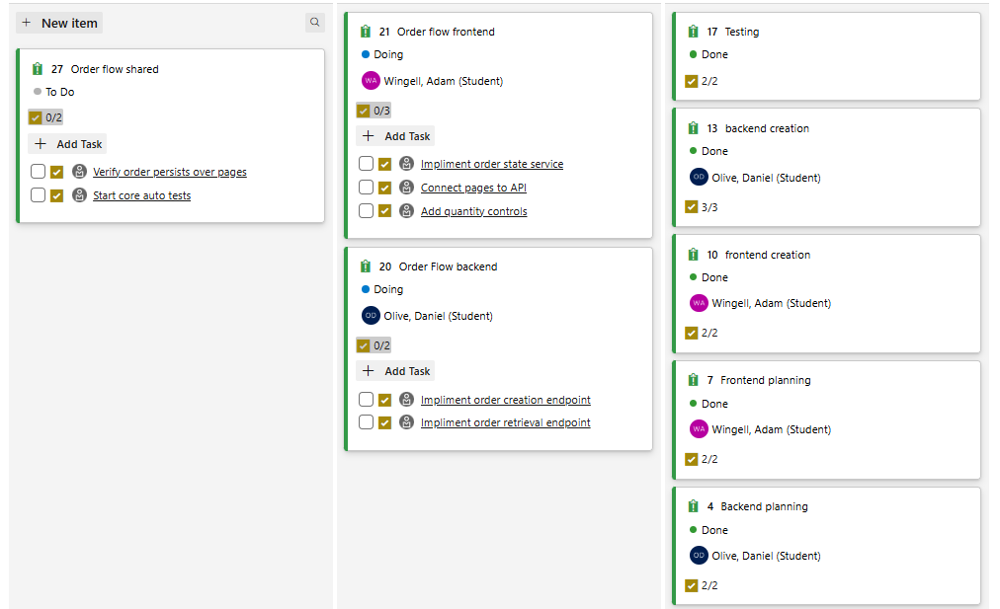 New item
27 Order flow shared
To Do
0/2
Add Task
Verify order persists over pages
Start core auto tests
21 Order flow frontend
Doing
WA Wingell, Adam (Student)
0/3
Add Task
Impliment order state service
Connect pages to API
Add quantity controls
20 Order Flow backend
Doing
OD Olive, Daniel (Student)
0/2
Add Task
Impliment order creation endpoint
Impliment order retrieval endpoint
17 Testing
Done
2/2
13 backend creation
Done
OD Olive, Daniel (Student)
3/3
10 frontend creation
Done
WA Wingell, Adam (Student)
2/2
7 Frontend planning
Done
WA Wingell, Adam (Student)
2/2
4 Backend planning
Done
OD Olive, Daniel (Student)
2/2